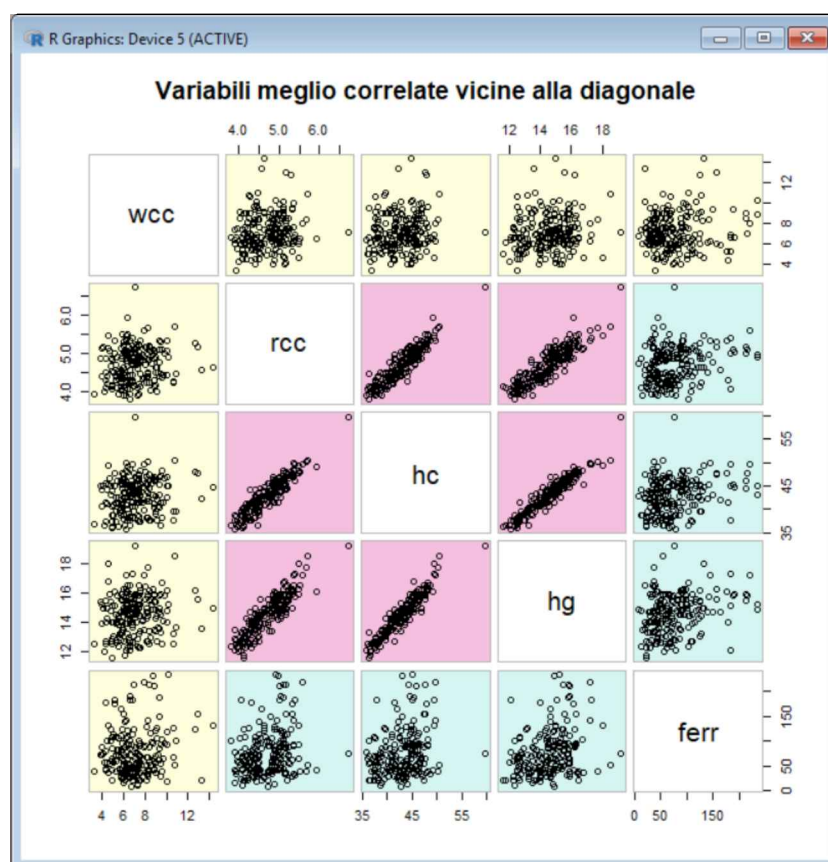 R Graphics: Device 5 (ACTIVE)
Variabili meglio correlate vicine alla diagonale
4.0 5.0 6.0 12 14 16 18
wcc
4 6 8 12
rcc
4.0 5.0 6.0
hc
35 45 55
hg
12 14 16 18
ferr
0 50 150
4 6 8 12 35 45 55 0 50 150